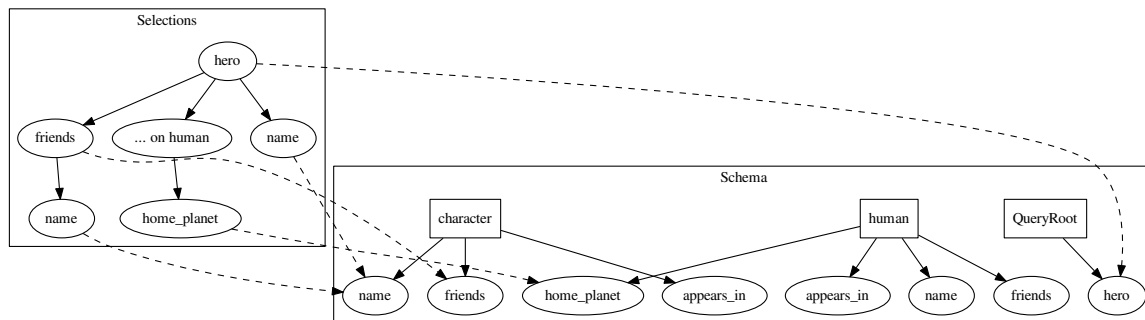 Selections
hero
friends
... on human
name
name
home_planet
Schema
character
human
QueryRoot
name
friends
home_planet
appears_in
appears_in
name
friends
hero